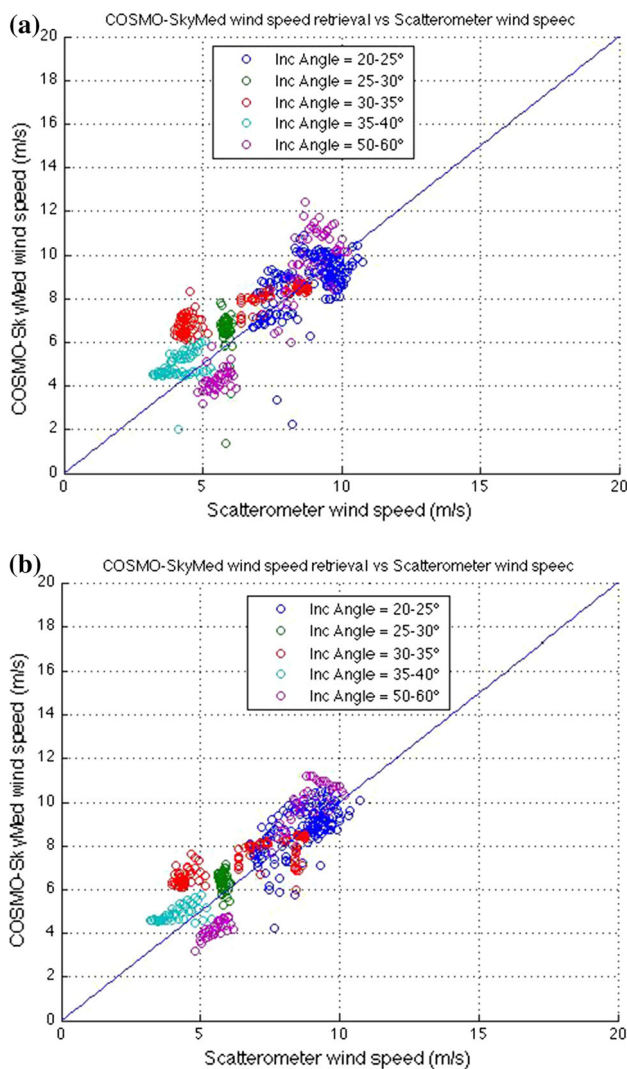 (a)
COSMO-SkyMed wind speed retrieval vs Scatterometer wind speec
COSMO-SkyMed wind speed (m/s)
20
18
16
14
12
10
8
6
4
2
0
Inc Angle = 20-25°
Inc Angle = 25-30°
Inc Angle = 30-35°
Inc Angle = 35-40°
Inc Angle = 50-60°
0 5 10 15 20
Scatterometer wind speed (m/s)
(b)
COSMO-SkyMed wind speed retrieval vs Scatterometer wind speec
COSMO-SkyMed wind speed (m/s)
20
18
16
14
12
10
8
6
4
2
0
Inc Angle = 20-25°
Inc Angle = 25-30°
Inc Angle = 30-35°
Inc Angle = 35-40°
Inc Angle = 50-60°
0 5 10 15 20
Scatterometer wind speed (m/s)